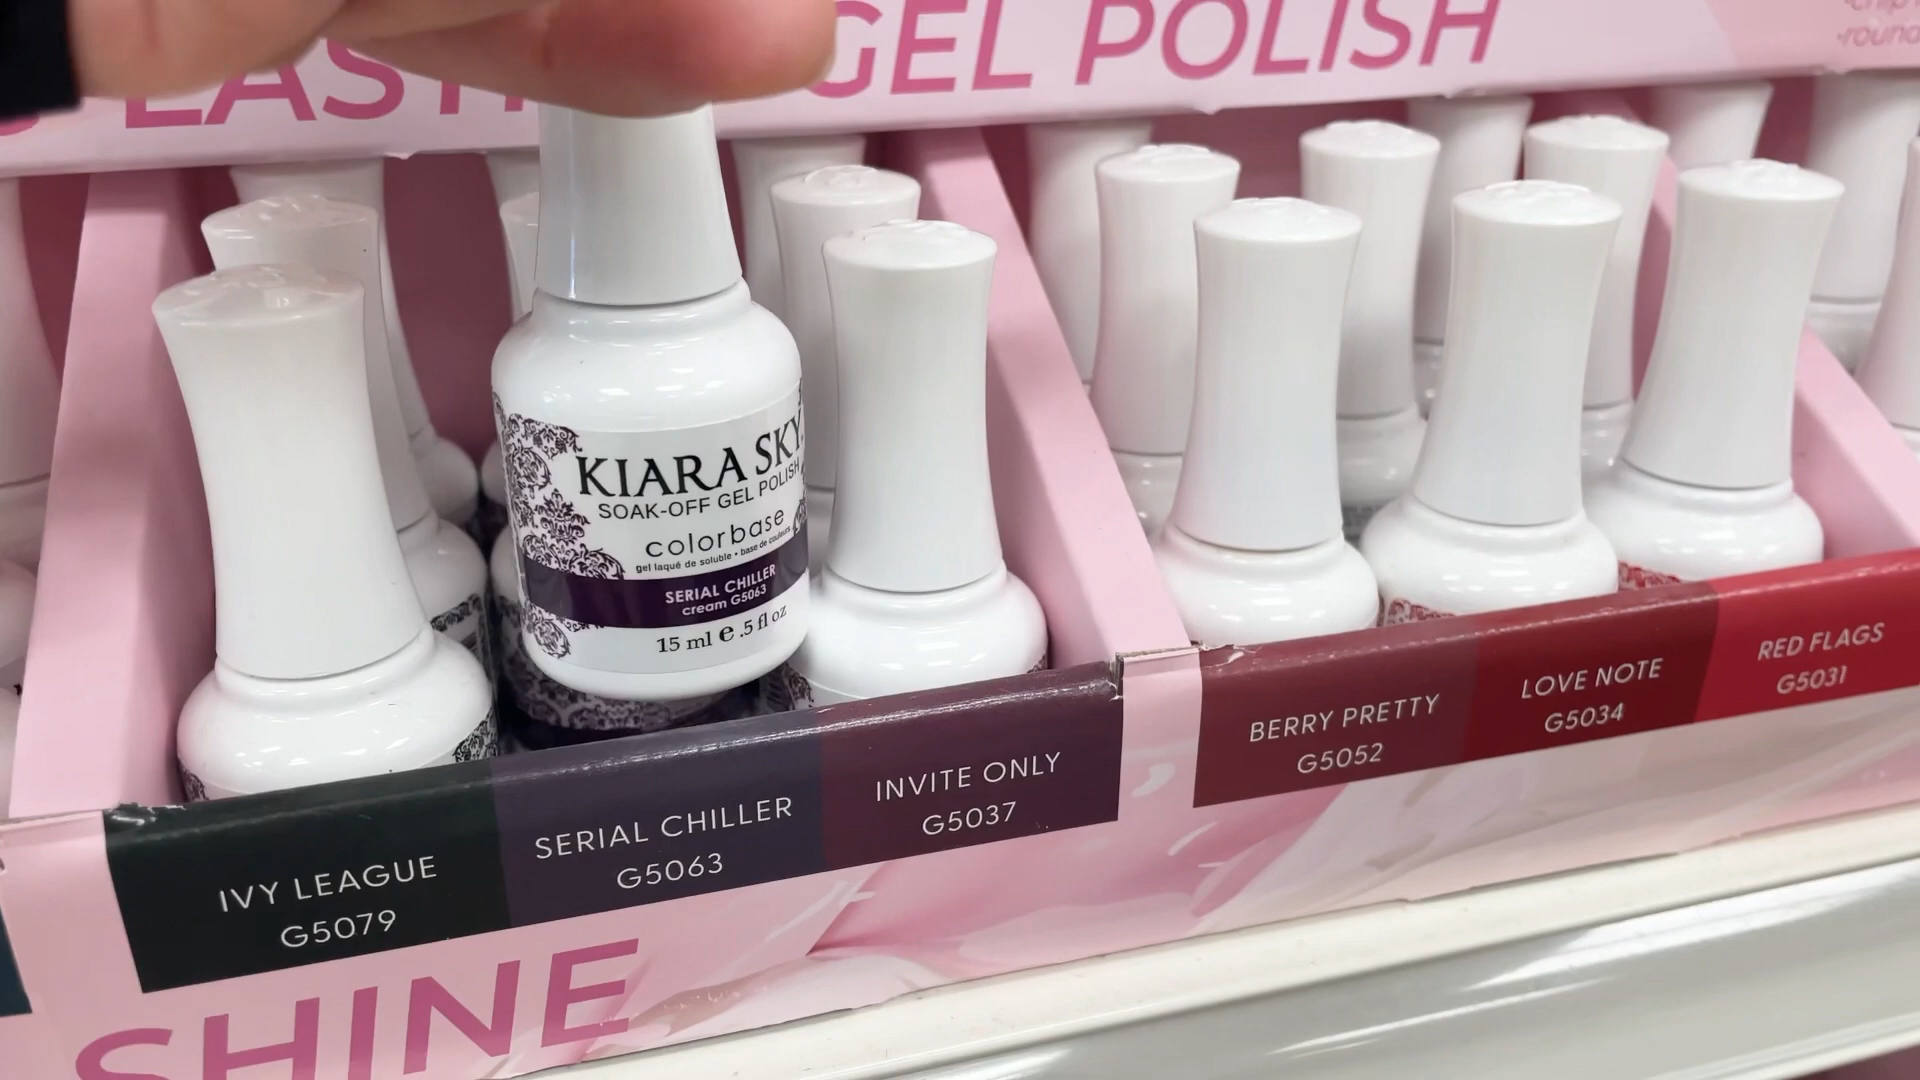 LASTING GEL POLISH
KIARA SKY
SOAK-OFF GEL POLISH
colorbase
gel laqué de soluble • base de couleurs
SERIAL CHILLER
cream G5063
15 ml e .5 fl oz
IVY LEAGUE
G5079
SERIAL CHILLER
G5063
INVITE ONLY
G5037
BERRY PRETTY
G5052
LOVE NOTE
G5034
RED FLAGS
G5031
SHINE